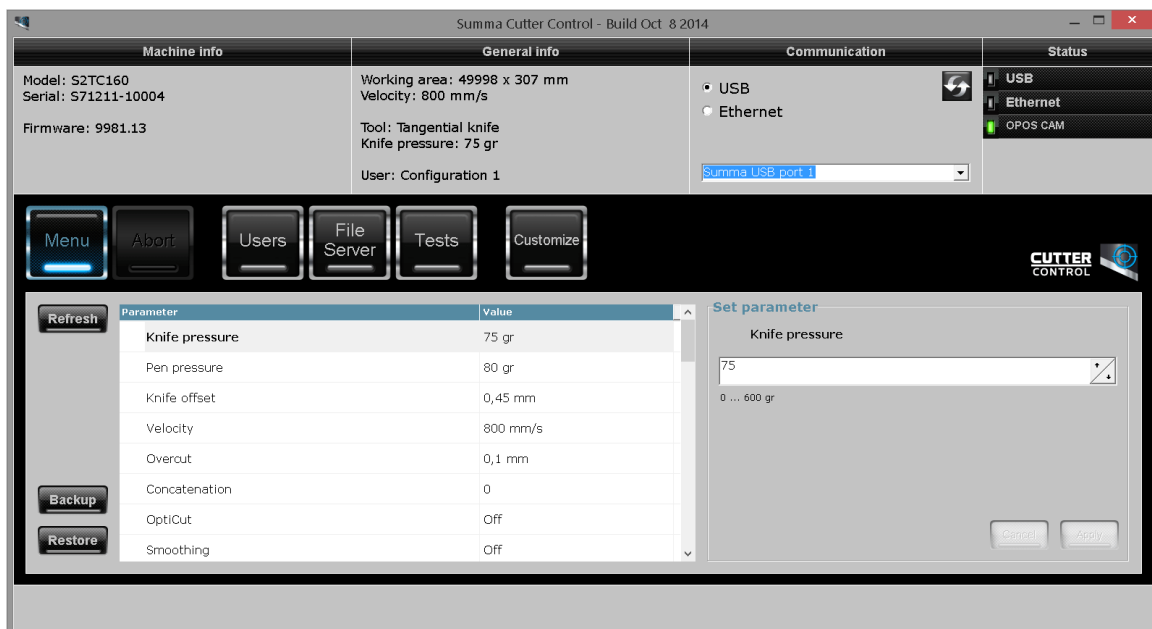 Summa Cutter Control - Build Oct 8 2014
Machine info
General info
Communication
Status
Model: S2TC160
Serial: S71211-10004
Firmware: 9981.13
Working area: 49998 x 307 mm
Velocity: 800 mm/s
Tool: Tangential knife
Knife pressure: 75 gr
User: Configuration 1
USB
Ethernet
Summa USB port 1
USB
Ethernet
OPOS CAM
Menu
Abort
Users
File
Server
Tests
Customize
CUTTER
CONTROL
Refresh
Backup
Restore
Parameter Value
Knife pressure 75 gr
Pen pressure 80 gr
Knife offset 0,45 mm
Velocity 800 mm/s
Overcut 0,1 mm
Concatenation 0
OptiCut Off
Smoothing Off
Set parameter
Knife pressure
75
0 ... 600 gr
Cancel
Apply